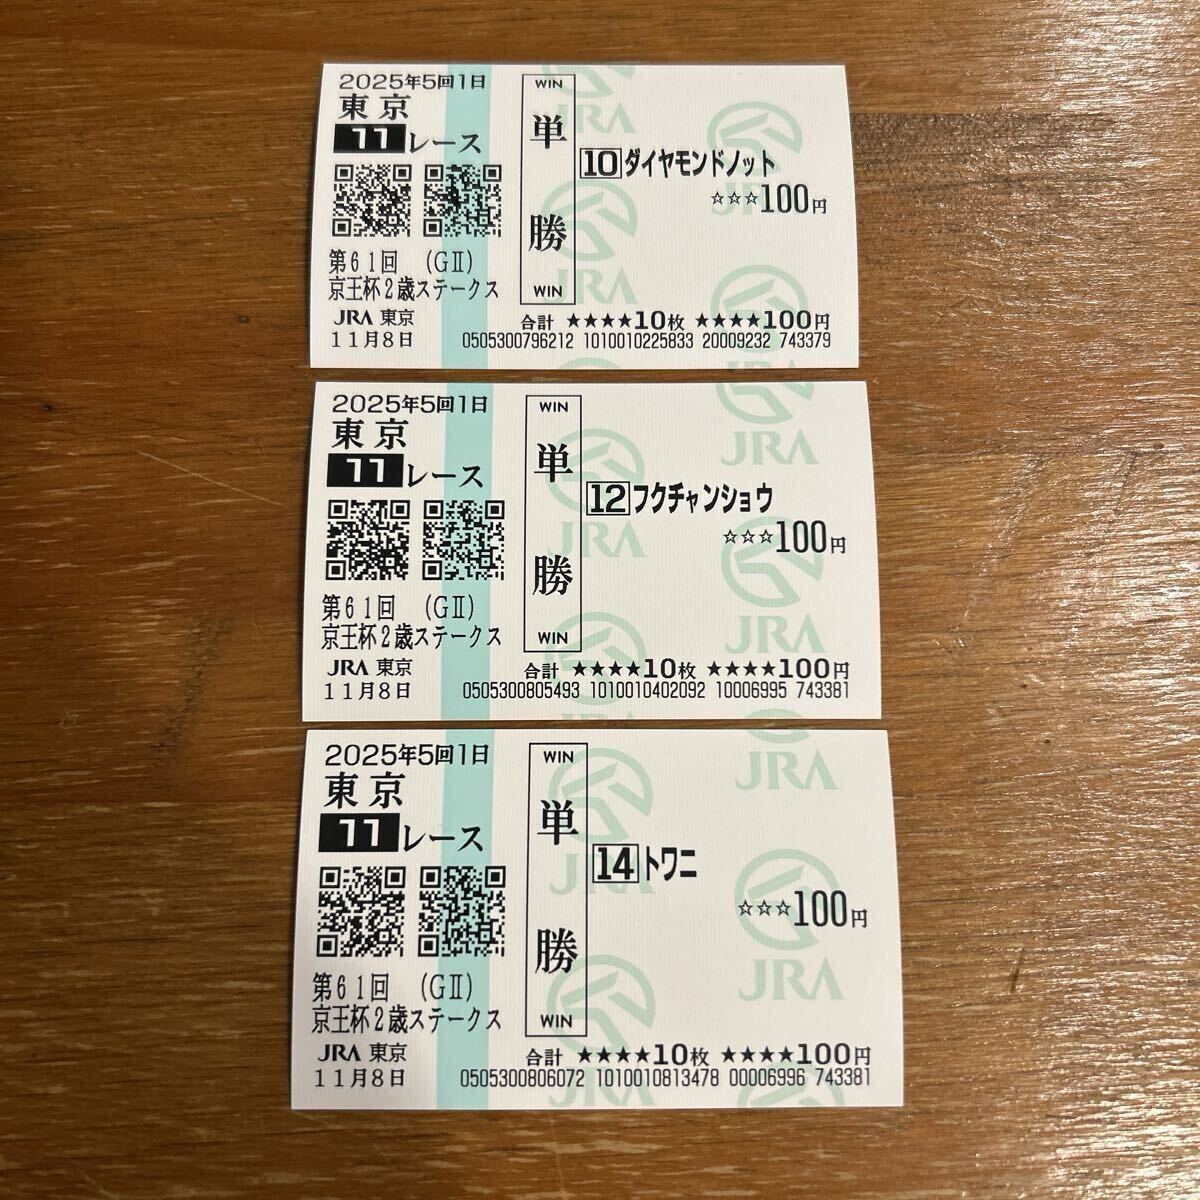 2025年5回1日
東京
11レース
第61回 (GⅡ)
京王杯2歳ステークス
JRA 東京
11月8日
WIN
単勝
WIN
10 ダイヤモンドノット
☆☆☆100円
合計 ★★★★10枚 ★★★★100円
0505300796212 1010010225833 20009232 743379
JRA
JRA
JRA
2025年5回1日
東京
11レース
第61回 (GⅡ)
京王杯2歳ステークス
JRA 東京
11月8日
WIN
単勝
WIN
12 フクチャンショウ
☆☆☆100円
合計 ★★★★10枚 ★★★★100円
0505300805493 1010010402092 10006995 743381
JRA
JRA
JRA
2025年5回1日
東京
11レース
第61回 (GⅡ)
京王杯2歳ステークス
JRA 東京
11月8日
WIN
単勝
WIN
14 トワニ
☆☆☆100円
合計 ★★★★10枚 ★★★★100円
0505300806072 1010010813478 00006996 743381
JRA
JRA
JRA
JRA